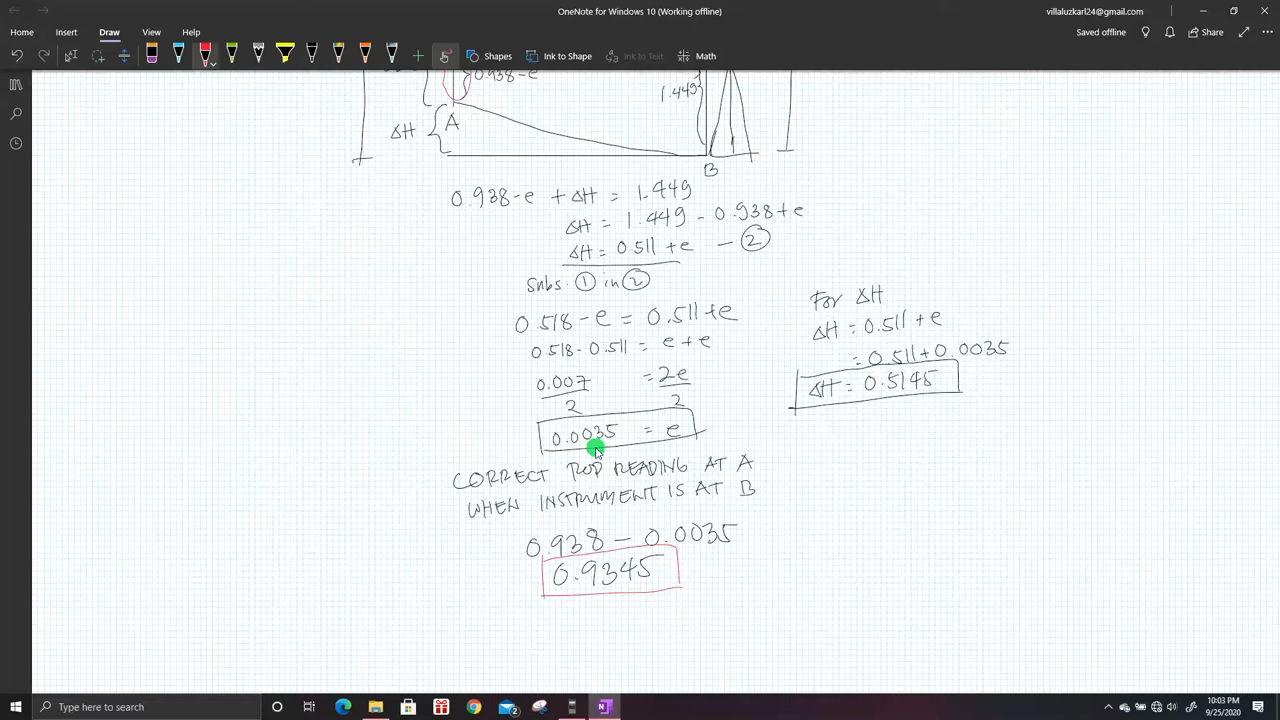 OneNote for Windows 10 (Working offline)
villaluzkarl24@gmail.com
Home Insert Draw View Help
Saved offline
Share
Shapes
Ink to Shape
Ink to Text
Math
0.938-e
1.449
ΔH
A
B
0.938-e + ΔH = 1.449
ΔH = 1.449 - 0.938+e
ΔH = 0.511 +e - 2
Subs. 1 in 2
0.518 - e = 0.511+e
0.518-0.511 = e+e
0.007 = 2e
2 2
0.0035 = e
For ΔH
ΔH = 0.511 + e
= 0.511+0.0035
ΔH = 0.5145
CORRECT ROD READING AT A
WHEN INSTRUMENT IS AT B
0.938 - 0.0035
0.9345
Type here to search
2
10:03 PM
9/25/2020